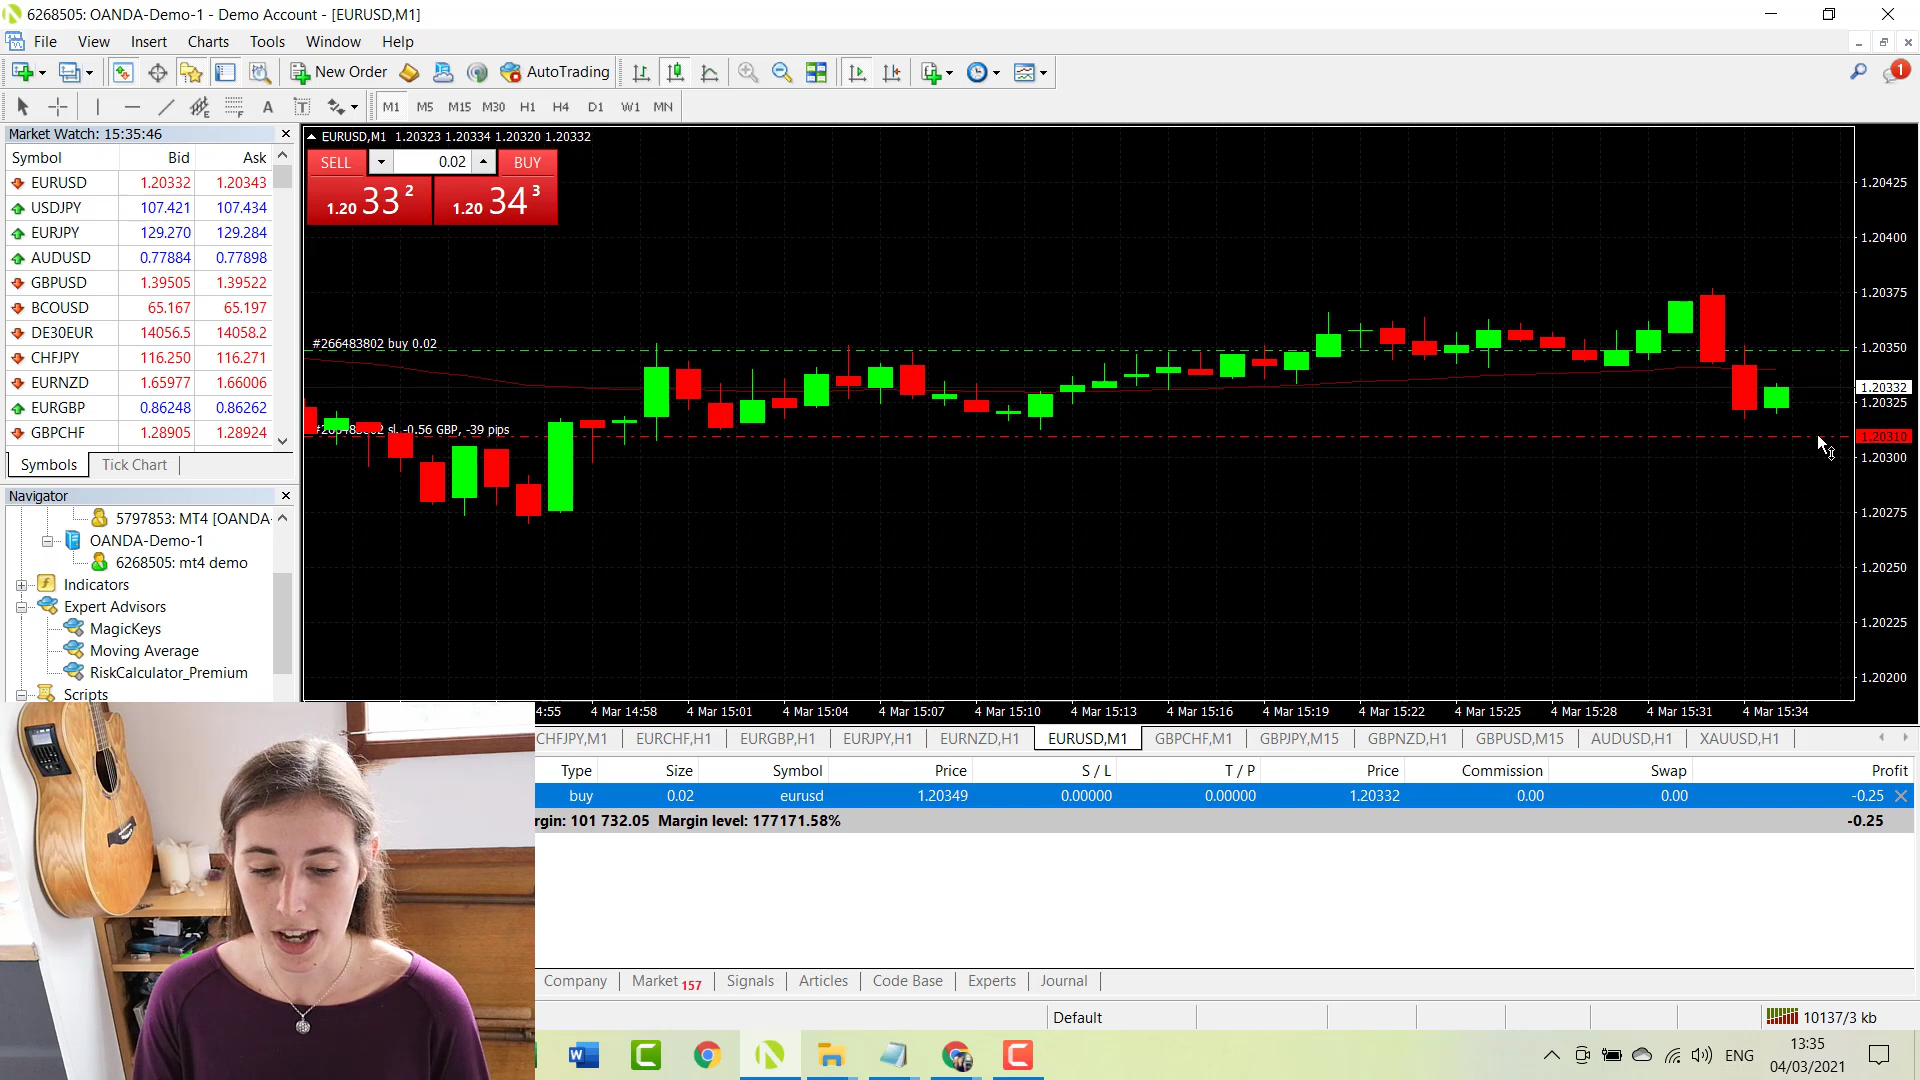 6268505: OANDA-Demo-1 - Demo Account - [EURUSD,M1]
File View Insert Charts Tools Window Help
New Order AutoTrading 1
A T M1 M5 M15 M30 H1 H4 D1 W1 MN
Market Watch: 15:35:46
Symbol Bid Ask
EURUSD 1.20332 1.20343
USDJPY 107.421 107.434
EURJPY 129.270 129.284
AUDUSD 0.77884 0.77898
GBPUSD 1.39505 1.39522
BCOUSD 65.167 65.197
DE30EUR 14056.5 14058.2
CHFJPY 116.250 116.271
EURNZD 1.65977 1.66006
EURGBP 0.86248 0.86262
GBPCHF 1.28905 1.28924
Symbols Tick Chart
Navigator
5797853: MT4 [OANDA-
OANDA-Demo-1
6268505: mt4 demo
Indicators
Expert Advisors
MagicKeys
Moving Average
RiskCalculator_Premium
Scripts
EURUSD,M1 1.20323 1.20334 1.20320 1.20332
SELL 0.02 BUY
1.20 33 2 1.20 34 3
#266483802 buy 0.02
sl, -0.56 GBP, -39 pips
1.20425
1.20400
1.20375
1.20350
1.20332
1.20325
1.20310
1.20300
1.20275
1.20250
1.20225
1.20200
4:55 4 Mar 14:58 4 Mar 15:01 4 Mar 15:04 4 Mar 15:07 4 Mar 15:10 4 Mar 15:13 4 Mar 15:16 4 Mar 15:19 4 Mar 15:22 4 Mar 15:25 4 Mar 15:28 4 Mar 15:31 4 Mar 15:34
CHFJPY,M1 EURCHF,H1 EURGBP,H1 EURJPY,H1 EURNZD,H1 EURUSD,M1 GBPCHF,M1 GBPJPY,M15 GBPNZD,H1 GBPUSD,M15 AUDUSD,H1 XAUUSD,H1
Type Size Symbol Price S / L T / P Price Commission Swap Profit
buy 0.02 eurusd 1.20349 0.00000 0.00000 1.20332 0.00 0.00 -0.25
rgin: 101 732.05 Margin level: 177171.58% -0.25
Company Market 157 Signals Articles Code Base Experts Journal
Default 10137/3 kb
ENG 13:35
04/03/2021